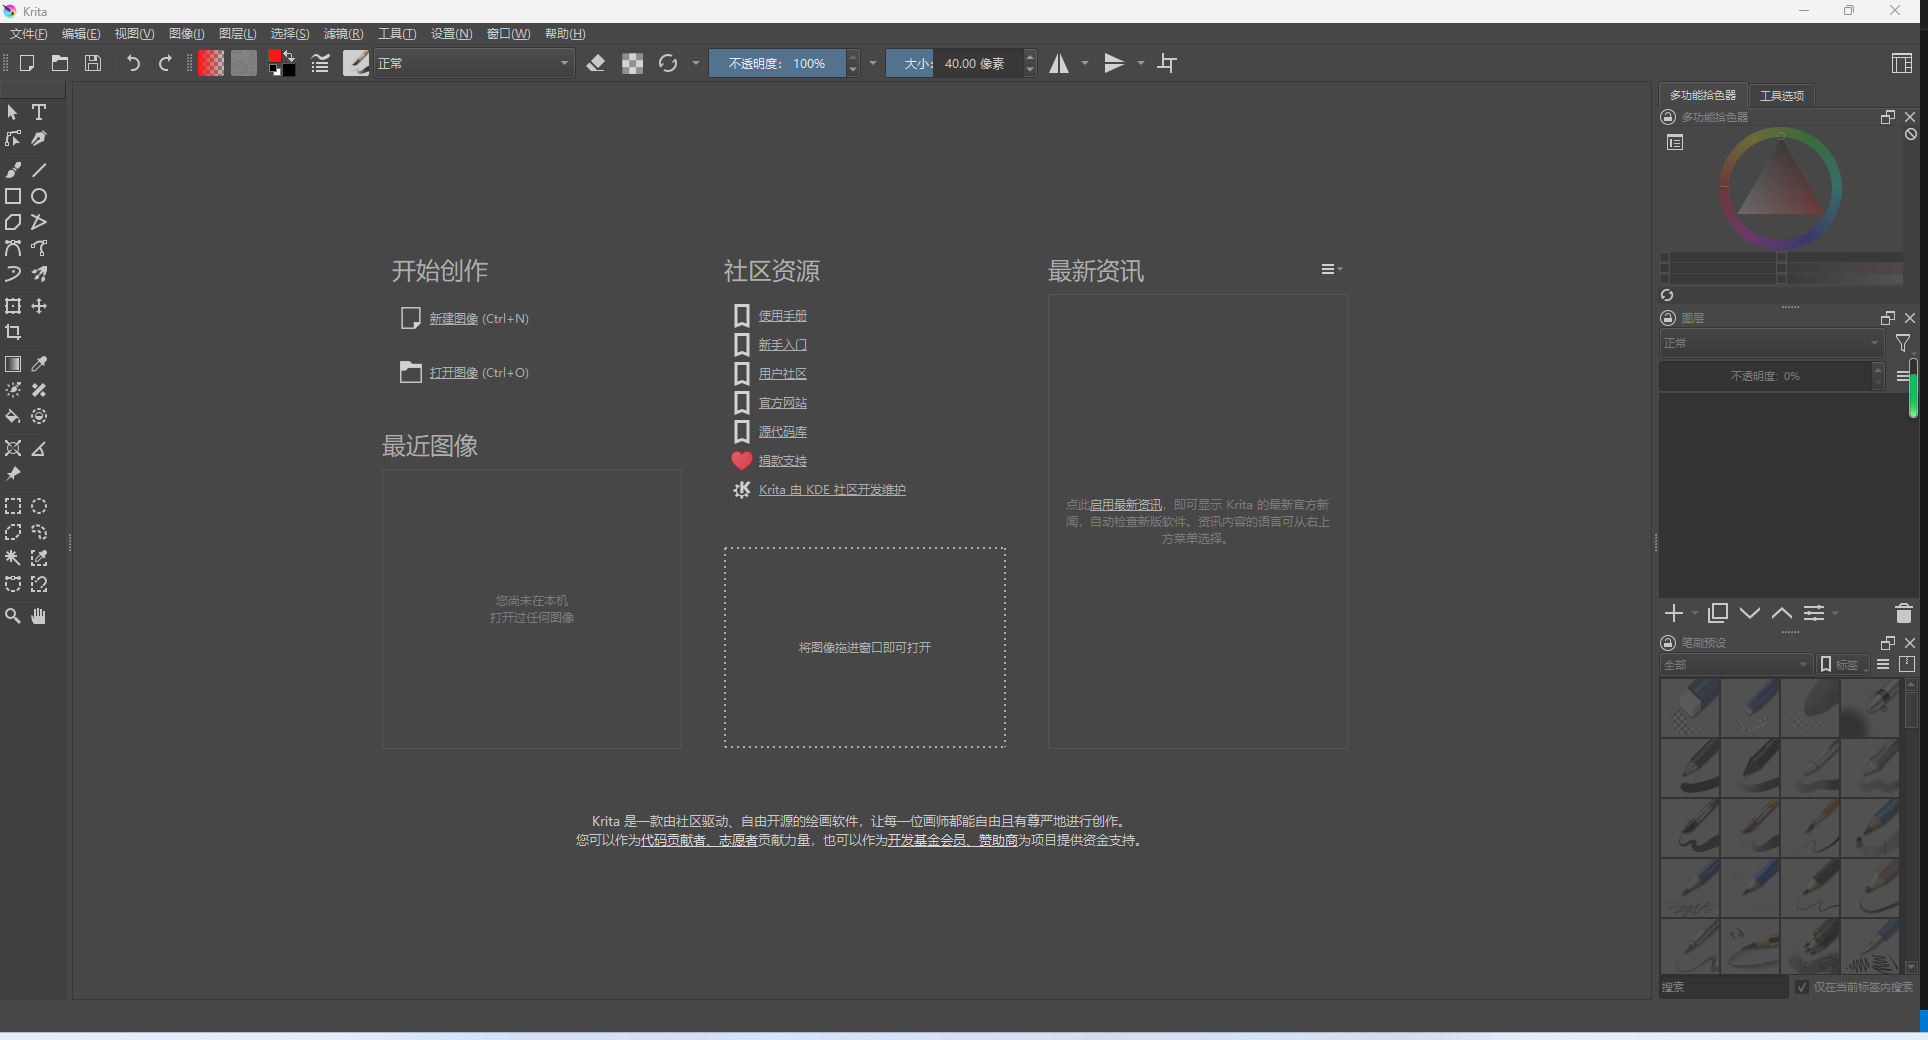 Krita
文件(F) 编辑(E) 视图(V) 图像(I) 图层(L) 选择(S) 滤镜(R) 工具(T) 设置(N) 窗口(W) 帮助(H)
正常
不透明度: 100%
大小: 40.00 像素
多功能拾色器 工具选项
多功能拾色器
开始创作
新建图像 (Ctrl+N)
打开图像 (Ctrl+O)
最近图像
您尚未在本机
打开过任何图像
社区资源
使用手册
新手入门
用户社区
官方网站
源代码库
捐款支持
Krita 由 KDE 社区开发维护
将图像拖进窗口即可打开
最新资讯
点此启用最新资讯，即可显示 Krita 的最新官方新
闻，自动检查新版软件。资讯内容的语言可从右上
方菜单选择。
Krita 是一款由社区驱动、自由开源的绘画软件，让每一位画师都能自由且有尊严地进行创作。
您可以作为代码贡献者、志愿者贡献力量，也可以作为开发基金会员、赞助商为项目提供资金支持。
图层
正常
不透明度: 0%
笔刷预设
全部
标签
搜索
仅在当前标签内搜索